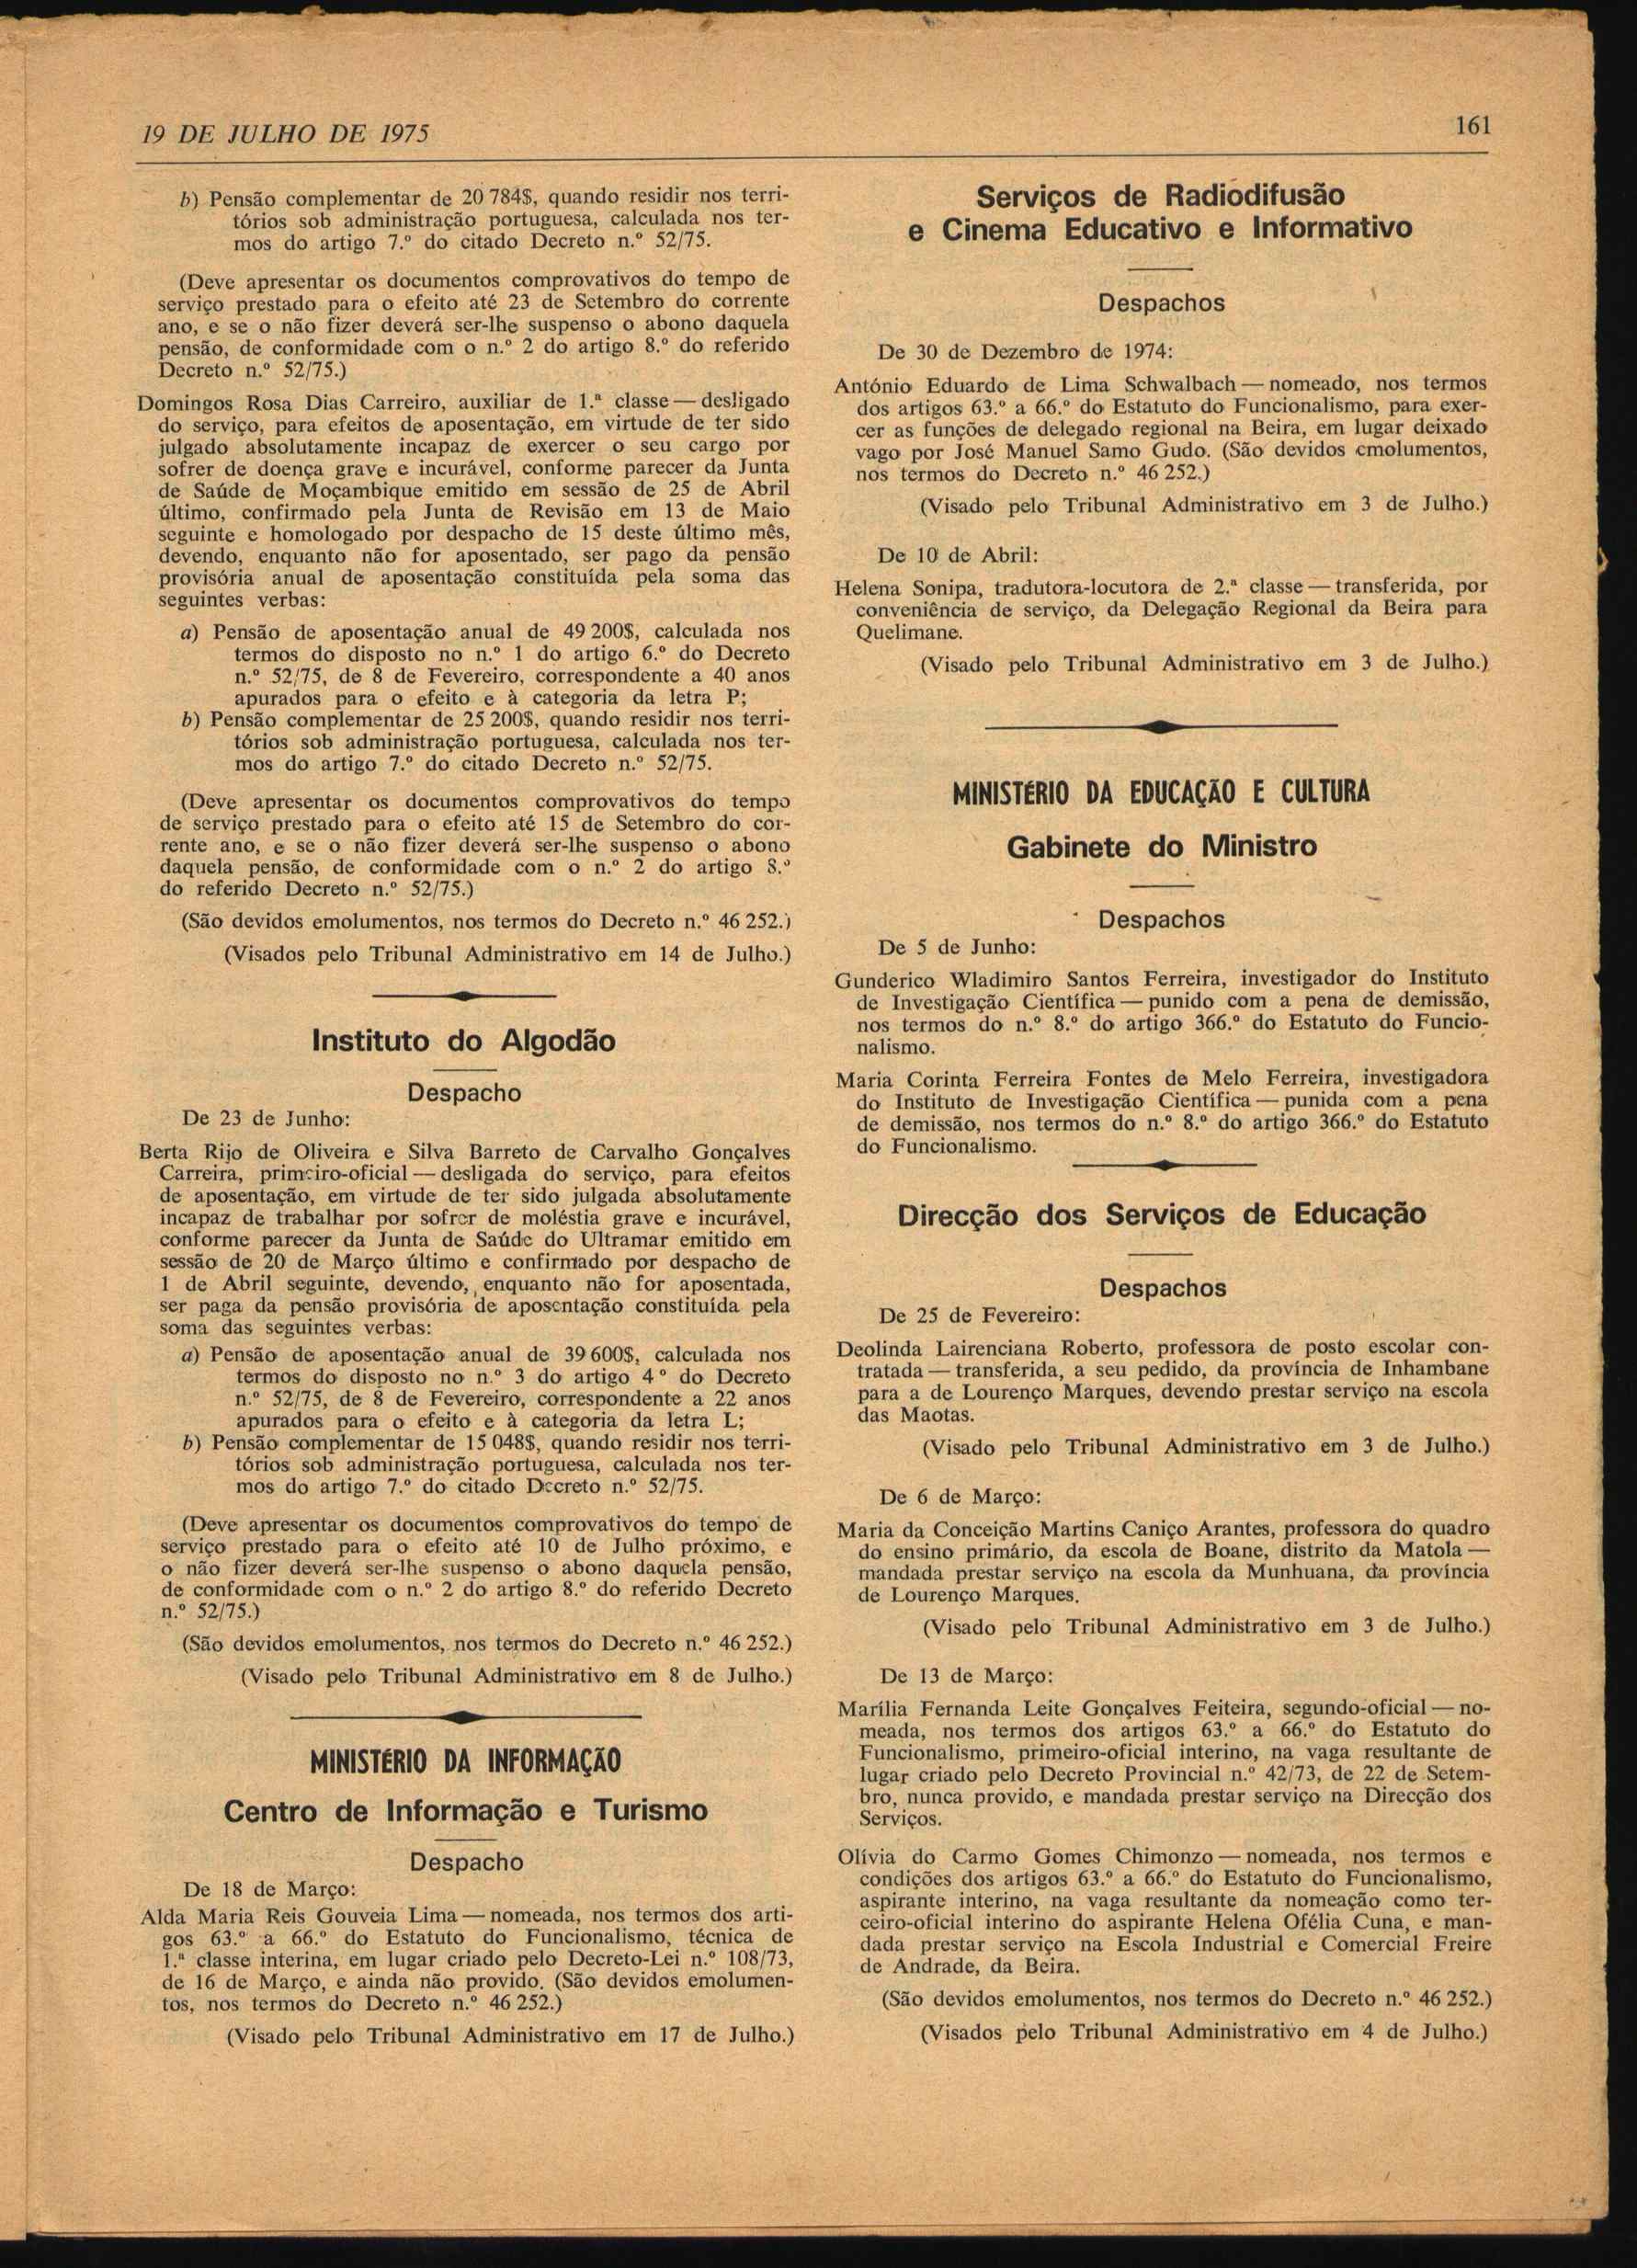 19 DE JULHO DE 1975
161
b) Pensão complementar de 20 784$, quando residir nos terri-
tórios sob administração portuguesa, calculada nos ter-
mos do artigo 7.º do citado Decreto n.º 52/75.
(Deve apresentar os documentos comprovativos do tempo de
serviço prestado para o efeito até 23 de Setembro do corrente
ano, e se o não fizer deverá ser-lhe suspenso o abono daquela
pensão, de conformidade com o n.º 2 do artigo 8.º do referido
Decreto n.º 52/75.)
Domingos Rosa Dias Carreiro, auxiliar de 1.ª classe — desligado
do serviço, para efeitos de aposentação, em virtude de ter sido
julgado absolutamente incapaz de exercer o seu cargo por
sofrer de doença grave e incurável, conforme parecer da Junta
de Saúde de Moçambique emitido em sessão de 25 de Abril
último, confirmado pela Junta de Revisão em 13 de Maio
seguinte e homologado por despacho de 15 deste último mês,
devendo, enquanto não for aposentado, ser pago da pensão
provisória anual de aposentação constituída pela soma das
seguintes verbas:
a) Pensão de aposentação anual de 49 200$, calculada nos
termos do disposto no n.º 1 do artigo 6.º do Decreto
n.º 52/75, de 8 de Fevereiro, correspondente a 40 anos
apurados para o efeito e à categoria da letra P;
b) Pensão complementar de 25 200$, quando residir nos terri-
tórios sob administração portuguesa, calculada nos ter-
mos do artigo 7.º do citado Decreto n.º 52/75.
(Deve apresentar os documentos comprovativos do tempo
de serviço prestado para o efeito até 15 de Setembro do cor-
rente ano, e se o não fizer deverá ser-lhe suspenso o abono
daquela pensão, de conformidade com o n.º 2 do artigo 8.º
do referido Decreto n.º 52/75.)
(São devidos emolumentos, nos termos do Decreto n.º 46 252.)
(Visados pelo Tribunal Administrativo em 14 de Julho.)
Instituto do Algodão
Despacho
De 23 de Junho:
Berta Rijo de Oliveira e Silva Barreto de Carvalho Gonçalves
Carreira, primeiro-oficial — desligada do serviço, para efeitos
de aposentação, em virtude de ter sido julgada absolutamente
incapaz de trabalhar por sofrer de moléstia grave e incurável,
conforme parecer da Junta de Saúde do Ultramar emitido em
sessão de 20 de Março último e confirmado por despacho de
1 de Abril seguinte, devendo, enquanto não for aposentada,
ser paga da pensão provisória de aposentação constituída pela
soma das seguintes verbas:
a) Pensão de aposentação anual de 39 600$, calculada nos
termos do disposto no n.º 3 do artigo 4º do Decreto
n.º 52/75, de 8 de Fevereiro, correspondente a 22 anos
apurados para o efeito e à categoria da letra L;
b) Pensão complementar de 15 048$, quando residir nos terri-
tórios sob administração portuguesa, calculada nos ter-
mos do artigo 7.º do citado Decreto n.º 52/75.
(Deve apresentar os documentos comprovativos do tempo de
serviço prestado para o efeito até 10 de Julho próximo, e
o não fizer deverá ser-lhe suspenso o abono daquela pensão,
de conformidade com o n.º 2 do artigo 8.º do referido Decreto
n.º 52/75.)
(São devidos emolumentos, nos termos do Decreto n.º 46 252.)
(Visado pelo Tribunal Administrativo em 8 de Julho.)
MINISTÉRIO DA INFORMAÇÃO
Centro de Informação e Turismo
Despacho
De 18 de Março:
Alda Maria Reis Gouveia Lima — nomeada, nos termos dos arti-
gos 63.º a 66.º do Estatuto do Funcionalismo, técnica de
1.ª classe interina, em lugar criado pelo Decreto-Lei n.º 108/73,
de 16 de Março, e ainda não provido. (São devidos emolumen-
tos, nos termos do Decreto n.º 46 252.)
(Visado pelo Tribunal Administrativo em 17 de Julho.)
Serviços de Radiodifusão
e Cinema Educativo e Informativo
Despachos
De 30 de Dezembro de 1974:
António Eduardo de Lima Schwalbach — nomeado, nos termos
dos artigos 63.º a 66.º do Estatuto do Funcionalismo, para exer-
cer as funções de delegado regional na Beira, em lugar deixado
vago por José Manuel Samo Gudo. (São devidos emolumentos,
nos termos do Decreto n.º 46 252.)
(Visado pelo Tribunal Administrativo em 3 de Julho.)
De 10 de Abril:
Helena Sonipa, tradutora-locutora de 2.ª classe — transferida, por
conveniência de serviço, da Delegação Regional da Beira para
Quelimane.
(Visado pelo Tribunal Administrativo em 3 de Julho.)
MINISTÉRIO DA EDUCAÇÃO E CULTURA
Gabinete do Ministro
Despachos
De 5 de Junho:
Gunderico Wladimiro Santos Ferreira, investigador do Instituto
de Investigação Científica — punido com a pena de demissão,
nos termos do n.º 8.º do artigo 366.º do Estatuto do Funcio-
nalismo.
Maria Corinta Ferreira Fontes de Melo Ferreira, investigadora
do Instituto de Investigação Científica — punida com a pena
de demissão, nos termos do n.º 8.º do artigo 366.º do Estatuto
do Funcionalismo.
Direcção dos Serviços de Educação
Despachos
De 25 de Fevereiro:
Deolinda Lairenciana Roberto, professora de posto escolar con-
tratada — transferida, a seu pedido, da província de Inhambane
para a de Lourenço Marques, devendo prestar serviço na escola
das Maotas.
(Visado pelo Tribunal Administrativo em 3 de Julho.)
De 6 de Março:
Maria da Conceição Martins Caniço Arantes, professora do quadro
do ensino primário, da escola de Boane, distrito da Matola —
mandada prestar serviço na escola da Munhuana, da província
de Lourenço Marques.
(Visado pelo Tribunal Administrativo em 3 de Julho.)
De 13 de Março:
Marília Fernanda Leite Gonçalves Feiteira, segundo-oficial — no-
meada, nos termos dos artigos 63.º a 66.º do Estatuto do
Funcionalismo, primeiro-oficial interino, na vaga resultante de
lugar criado pelo Decreto Provincial n.º 42/73, de 22 de Setem-
bro, nunca provido, e mandada prestar serviço na Direcção dos
Serviços.
Olívia do Carmo Gomes Chimonzo — nomeada, nos termos e
condições dos artigos 63.º a 66.º do Estatuto do Funcionalismo,
aspirante interino, na vaga resultante da nomeação como ter-
ceiro-oficial interino do aspirante Helena Ofélia Cuna, e man-
dada prestar serviço na Escola Industrial e Comercial Freire
de Andrade, da Beira.
(São devidos emolumentos, nos termos do Decreto n.º 46 252.)
(Visados pelo Tribunal Administrativo em 4 de Julho.)